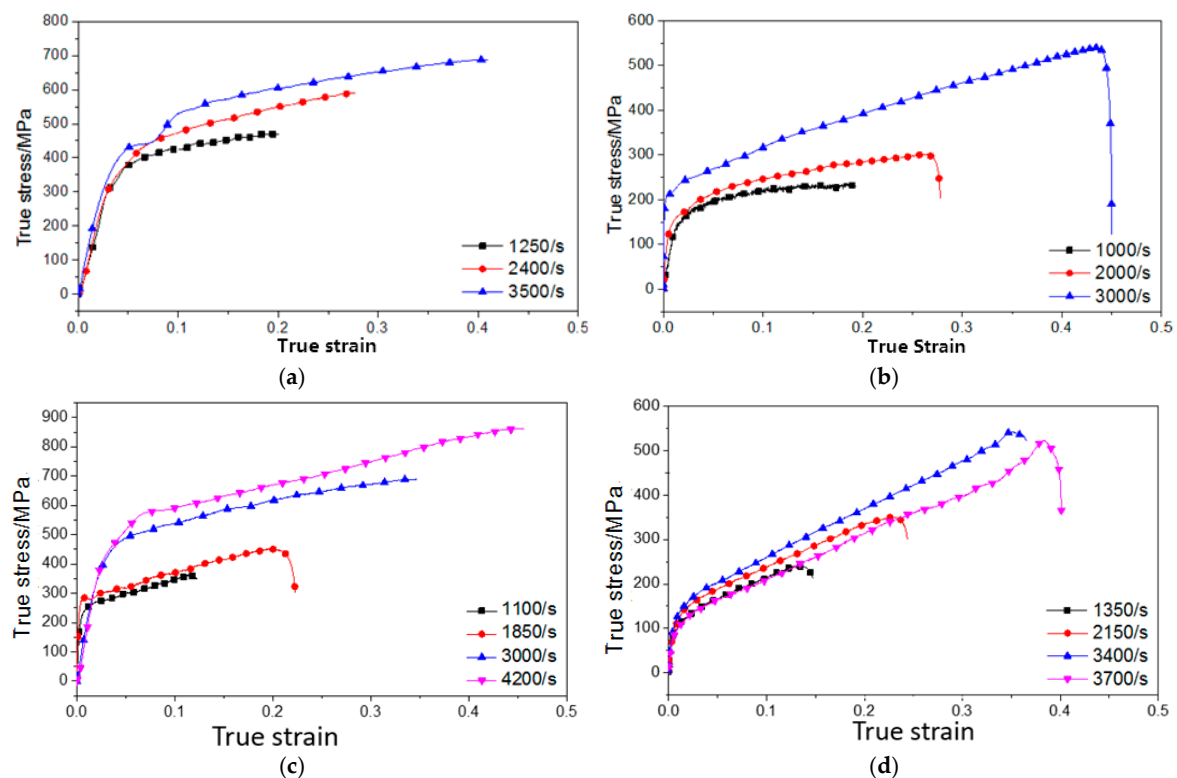 800
700
600
500
400
300
200
100
0
True stress/MPa
0.0 0.1 0.2 0.3 0.4 0.5
True strain
1250/s
2400/s
3500/s
(a)
600
500
400
300
200
100
0
True stress/MPa
0.0 0.1 0.2 0.3 0.4 0.5
True Strain
1000/s
2000/s
3000/s
(b)
900
800
700
600
500
400
300
200
100
0
True stress/MPa
0.0 0.1 0.2 0.3 0.4 0.5
True strain
1100/s
1850/s
3000/s
4200/s
(c)
600
500
400
300
200
100
0
True stress/MPa
0.0 0.1 0.2 0.3 0.4 0.5
True strain
1350/s
2150/s
3400/s
3700/s
(d)